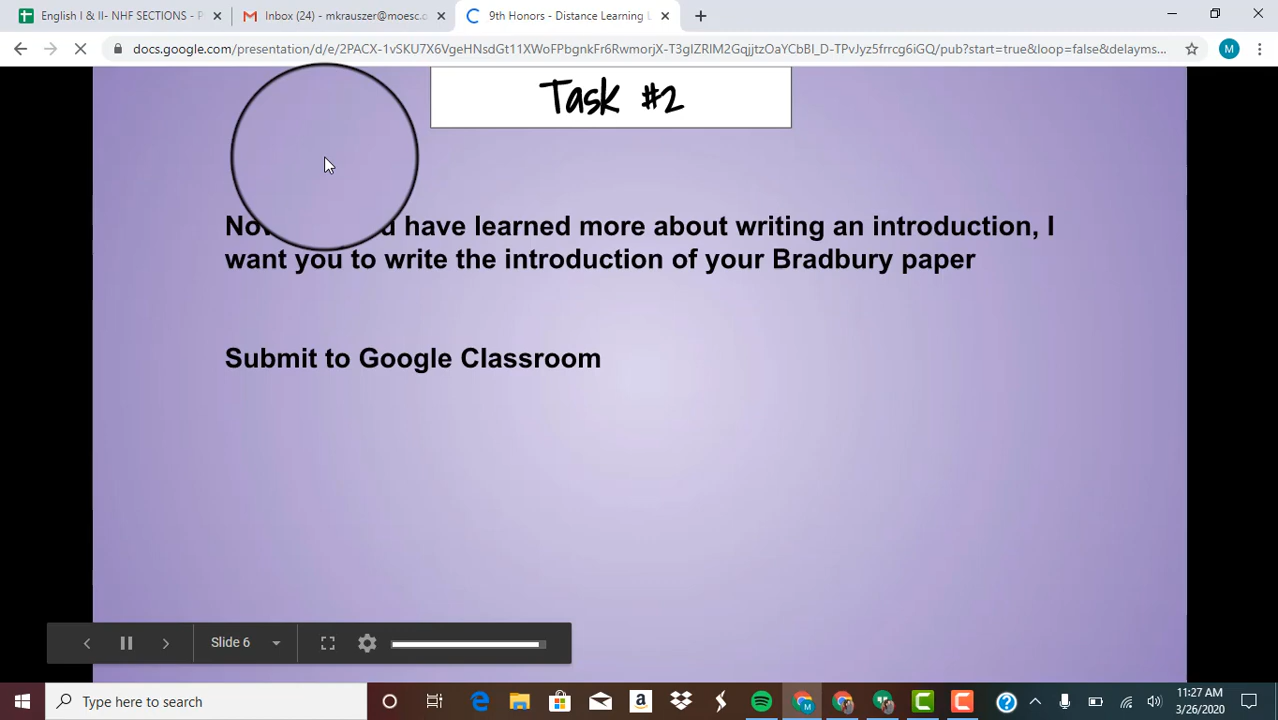 English I & II- NHF SECTIONS - P
Inbox (24) - mkrauszer@moesc.o
9th Honors - Distance Learning L
docs.google.com/presentation/d/e/2PACX-1vSKU7X6VgeHNsdGt11XWoFPbgnkFr6RwmorjX-T3glZRIM2GqjjtzOaYCbBI_D-TPvJyz5frrcg6iGQ/pub?start=true&loop=false&delayms...
M
Task #2
have learned more about writing an introduction, I
want you to write the introduction of your Bradbury paper
Submit to Google Classroom
Slide 6
Type here to search
11:27 AM
3/26/2020